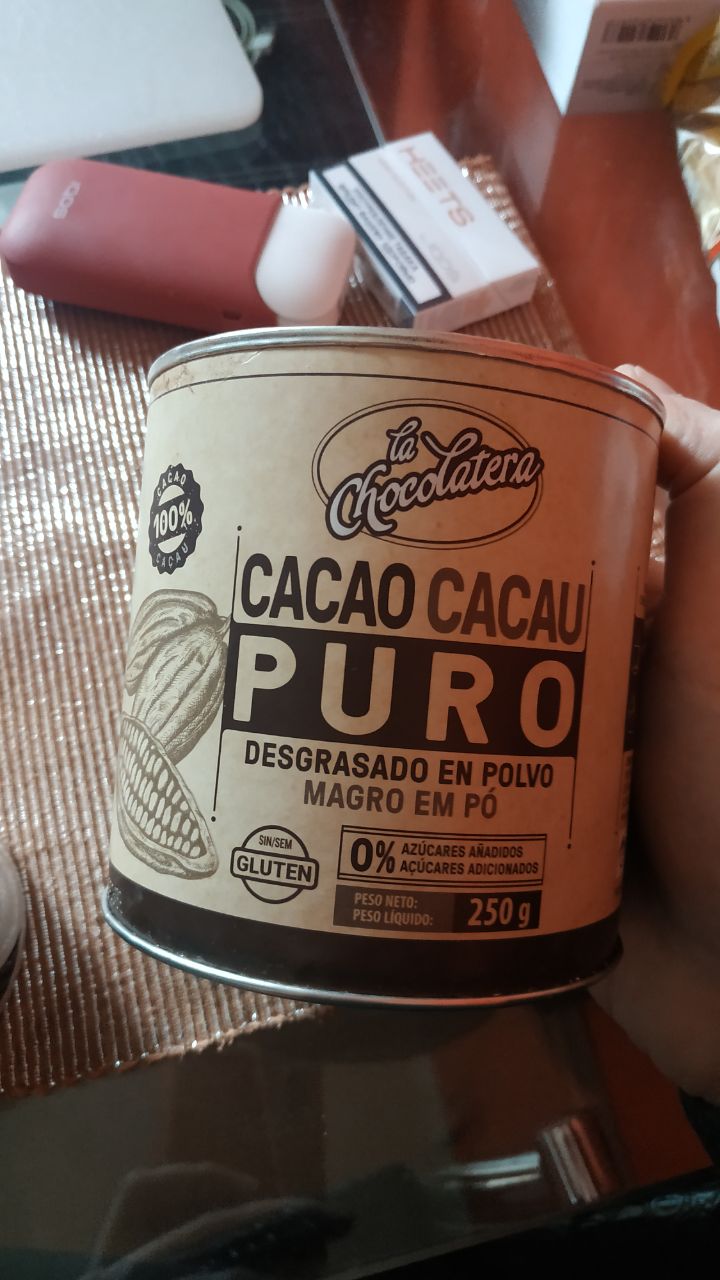 IQOS
HEETS
la
Chocolatera
CACAO
100%
CACAU
CACAO CACAU
PURO
DESGRASADO EN POLVO
MAGRO EM PÓ
SIN/SEM
GLUTEN
0% AZÚCARES AÑADIDOS
AÇÚCARES ADICIONADOS
PESO NETO:
PESO LÍQUIDO: 250 g